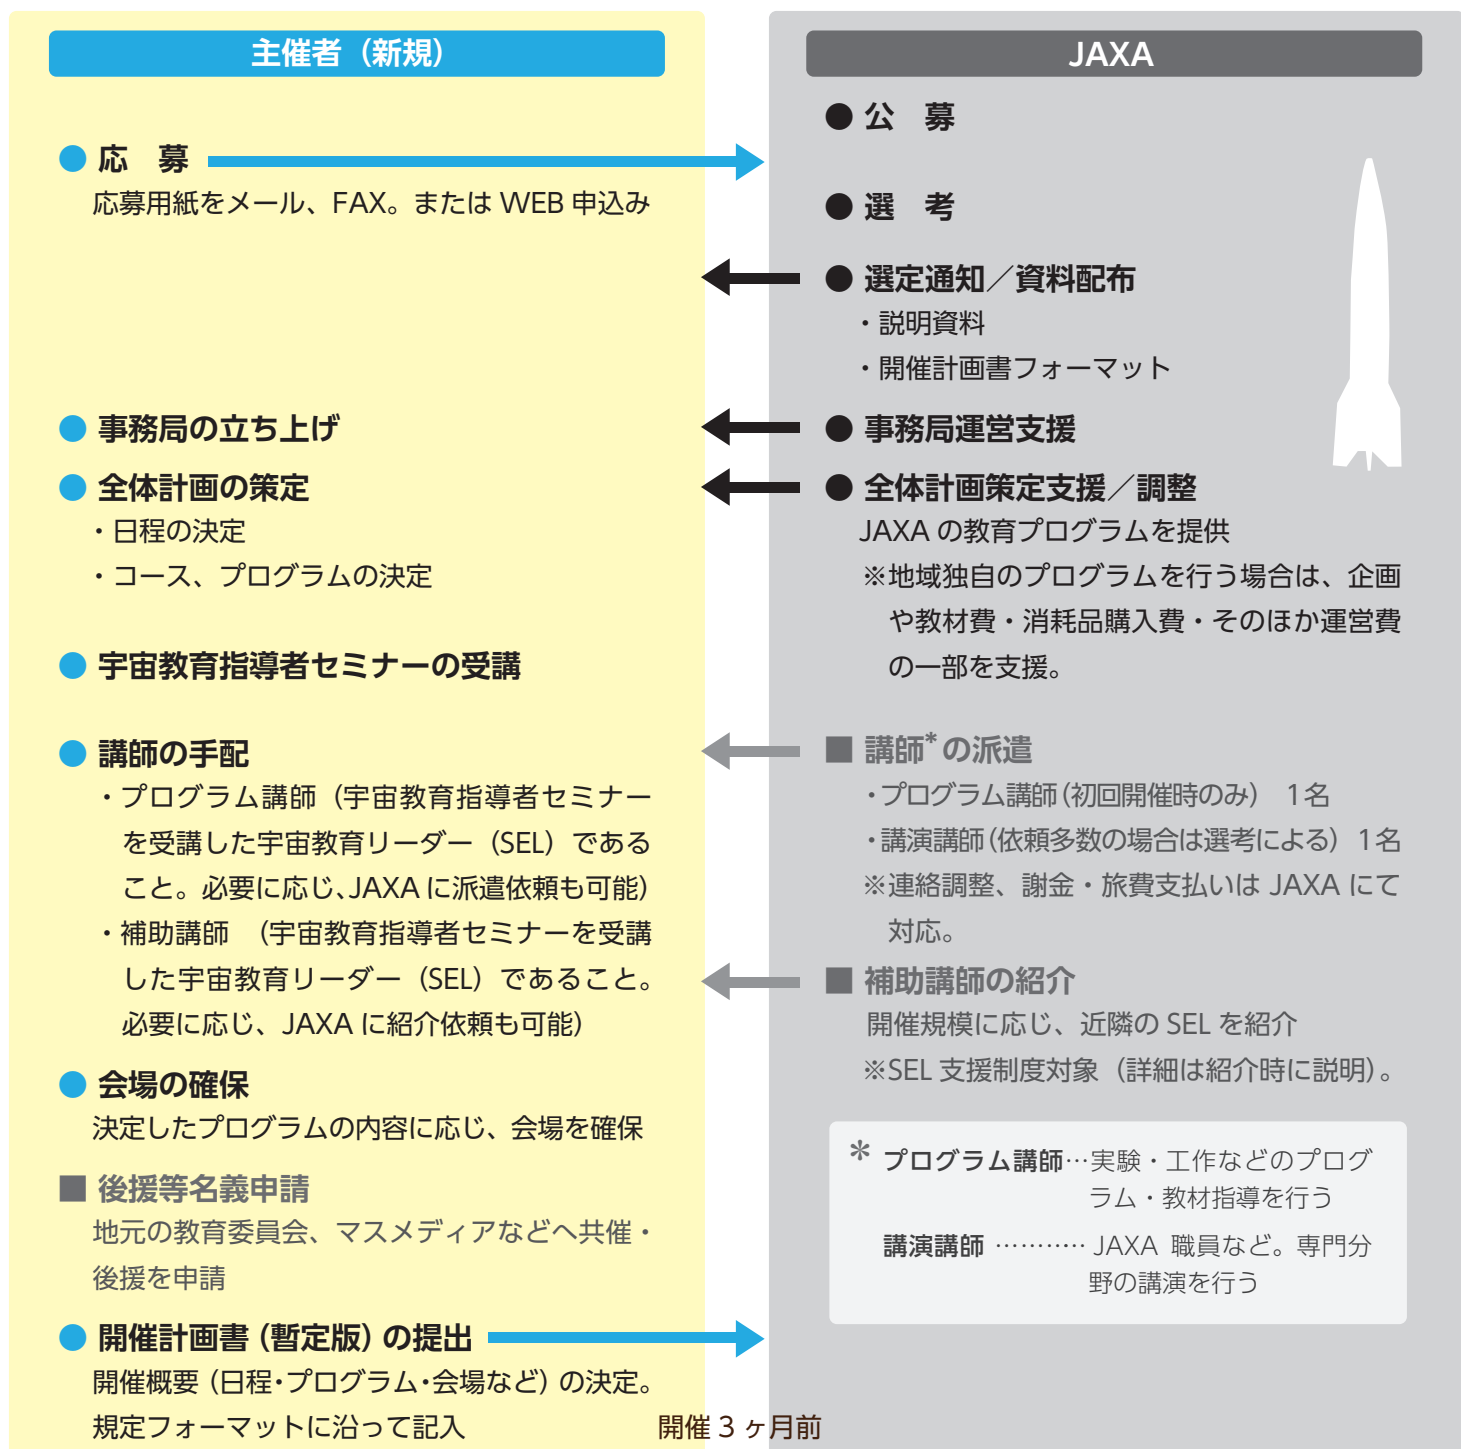 主催者（新規）
● 応　募
応募用紙をメール、FAX。または WEB 申込み
● 事務局の立ち上げ
● 全体計画の策定
・日程の決定
・コース、プログラムの決定
● 宇宙教育指導者セミナーの受講
● 講師の手配
・プログラム講師（宇宙教育指導者セミナー
を受講した宇宙教育リーダー（SEL）である
こと。必要に応じ、JAXA に派遣依頼も可能）
・補助講師　（宇宙教育指導者セミナーを受講
した宇宙教育リーダー（SEL）であること。
必要に応じ、JAXA に紹介依頼も可能）
● 会場の確保
決定したプログラムの内容に応じ、会場を確保
■ 後援等名義申請
地元の教育委員会、マスメディアなどへ共催・
後援を申請
● 開催計画書（暫定版）の提出
開催概要（日程・プログラム・会場など）の決定。
規定フォーマットに沿って記入
開催 3 ヶ月前
JAXA
● 公　募
● 選　考
● 選定通知／資料配布
・説明資料
・開催計画書フォーマット
● 事務局運営支援
● 全体計画策定支援／調整
JAXA の教育プログラムを提供
※地域独自のプログラムを行う場合は、企画
や教材費・消耗品購入費・そのほか運営費
の一部を支援。
■ 講師*の派遣
・プログラム講師（初回開催時のみ）　1名
・講演講師（依頼多数の場合は選考による）1名
※連絡調整、謝金・旅費支払いは JAXA にて
対応。
■ 補助講師の紹介
開催規模に応じ、近隣の SEL を紹介
※SEL 支援制度対象（詳細は紹介時に説明）。
* プログラム講師…実験・工作などのプログ
ラム・教材指導を行う
講演講師 ………… JAXA 職員など。専門分
野の講演を行う